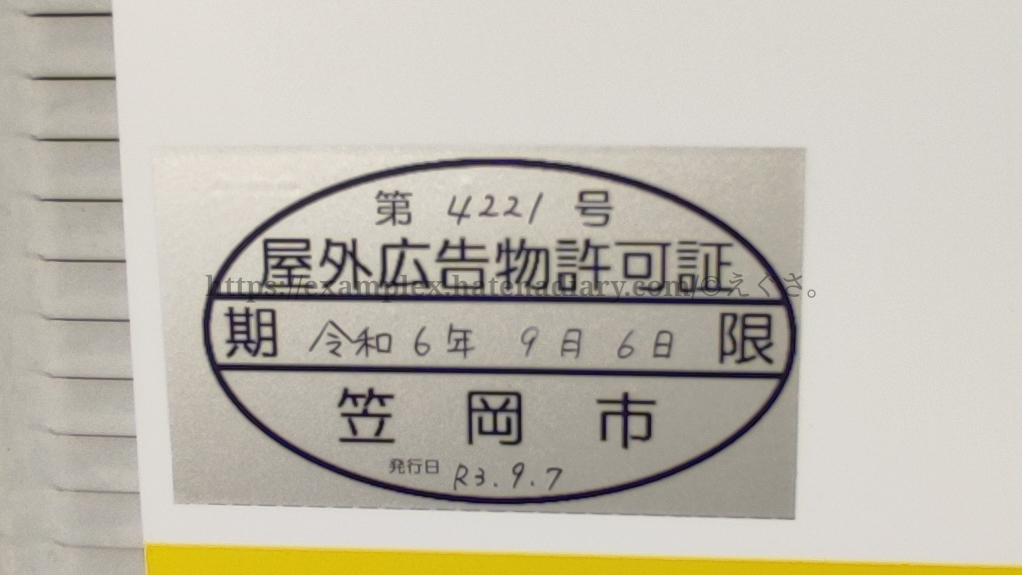 第 4221 号
屋外広告物許可証
https://examplex.hatenadiary.com/©えぐさ。
期 令和6年 9月 6日 限
笠岡市
発行日 R3.9.7